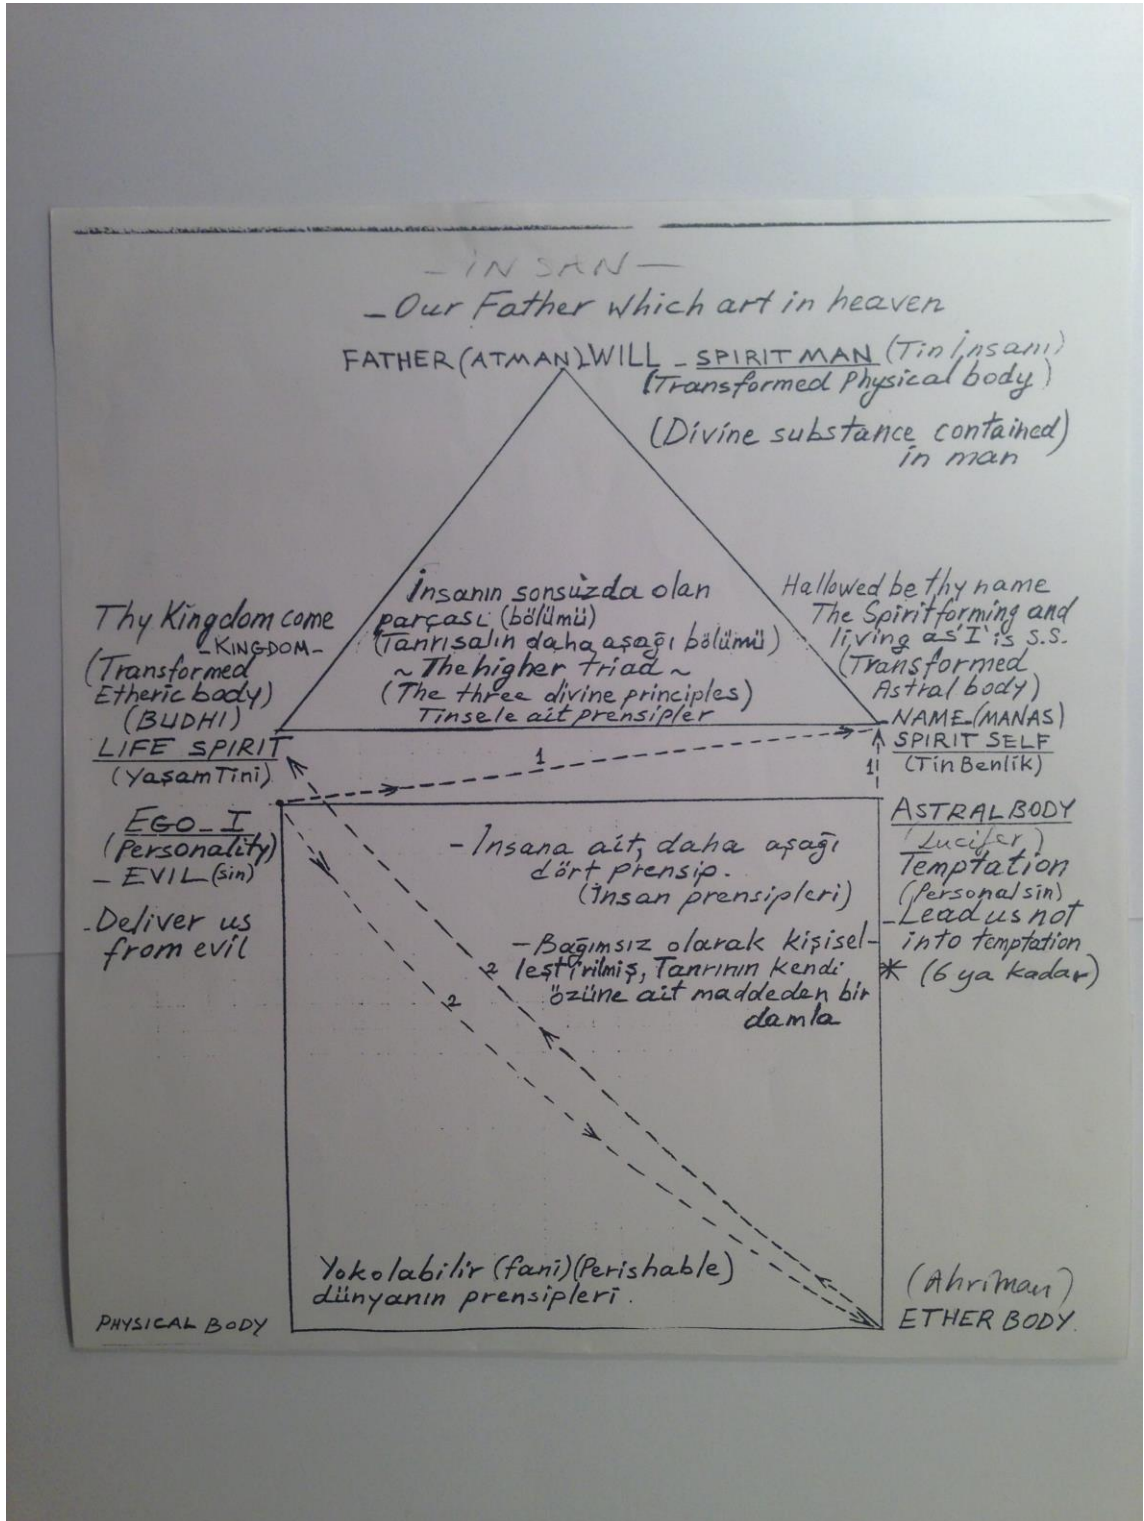 - İNSAN -
- Our Father which art in heaven
FATHER (ATMAN). WILL - SPIRIT MAN (Tin İnsanı)
(Transformed Physical body)
(Divine substance contained)
in man
İnsanın sonsuzda olan
parçası (bölümü)
(Tanrısalın daha aşağı bölümü)
~ The higher triad ~
(The three divine principles)
Tinsele ait prensipler
Thy Kingdom come
- KINGDOM -
(Transformed
Etheric body)
(BUDHI)
LIFE SPIRIT
(Yaşam Tini)
Hallowed be thy name
The Spirit forming and
living as 'I' is S.S.
(Transformed
Astral body)
- NAME - (MANAS)
SPIRIT SELF
(Tin Benlik)
1
1
EGO - I
(Personality)
- EVIL (sin)
- Deliver us
from evil
- İnsana ait, daha aşağı
dört prensip.
(İnsan prensipleri)
- Bağımsız olarak kişisel-
leştirilmiş, Tanrının kendi
özüne ait maddeden bir
damla
2
2
ASTRAL BODY
(Lucifer)
Temptation
(Personal sin)
- Lead us not
into temptation
* (6 ya kadar)
Yokolabilir (fani) (Perishable)
dünyanın prensipleri.
PHYSICAL BODY
(Ahriman)
ETHER BODY.